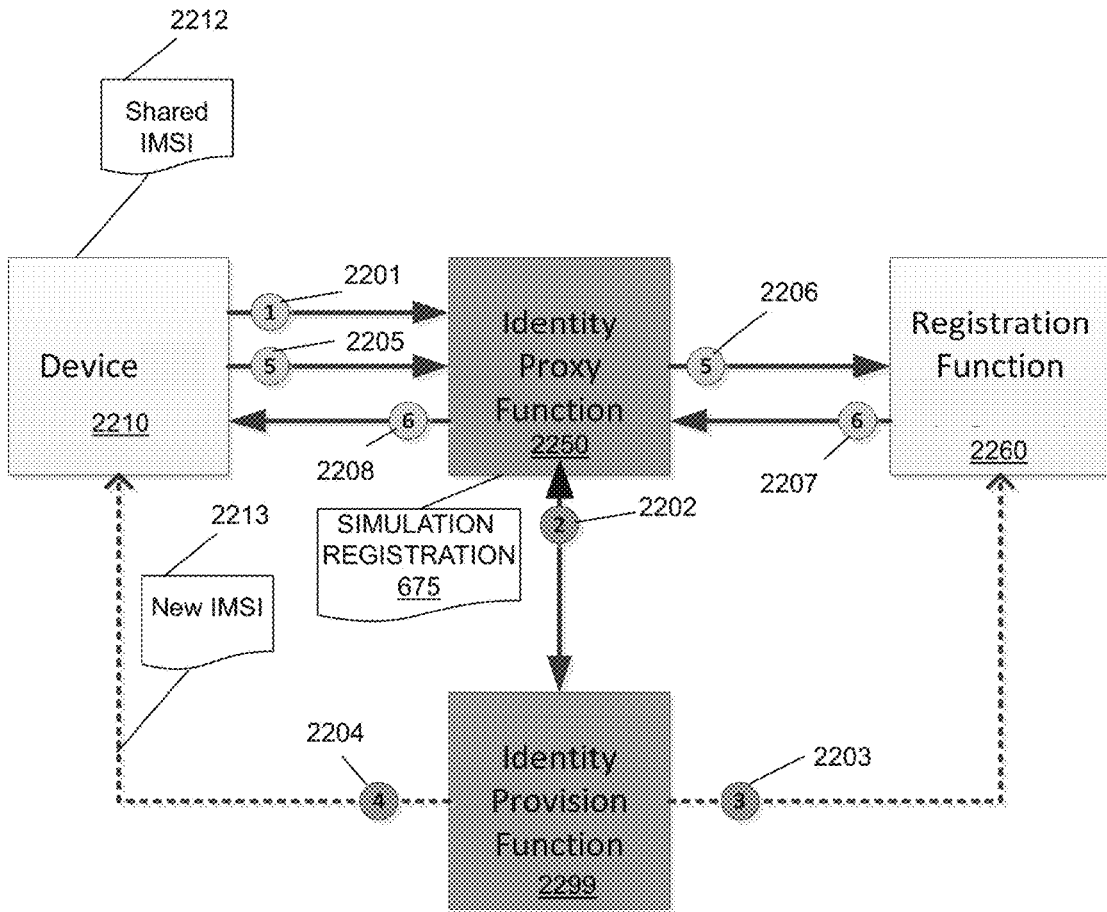 2212
Shared
IMSI
2201
1
2205
5
2208
6
Device
2210
Identity
Proxy
Function
2250
2206
5
2207
6
Registration
Function
2260
SIMULATION
REGISTRATION
675
2202
2
2213
New IMSI
2204
4
Identity
Provision
Function
2299
2203
3